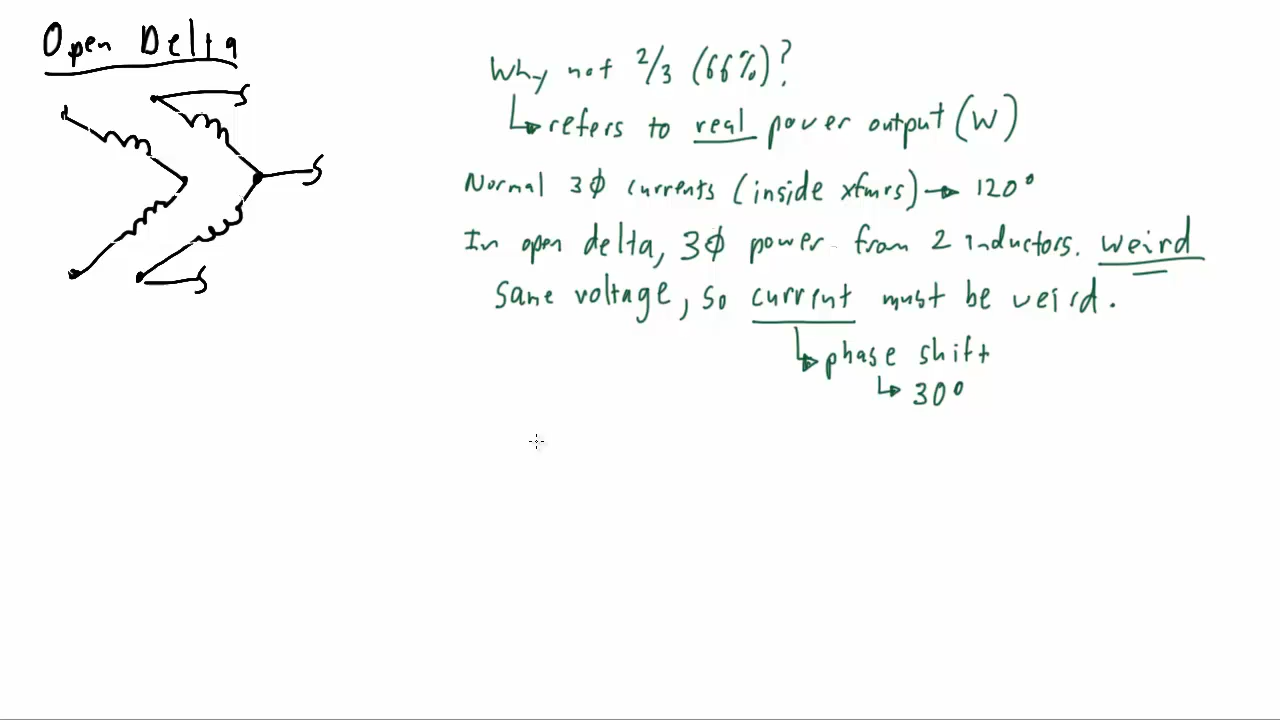 Open Delta
Why not 2/3 (66%)?
refers to real power output (W)
Normal 3φ currents (inside xfmrs) → 120°
In open delta, 3φ power from 2 inductors. weird
Same voltage, so current must be weird.
phase shift
30°